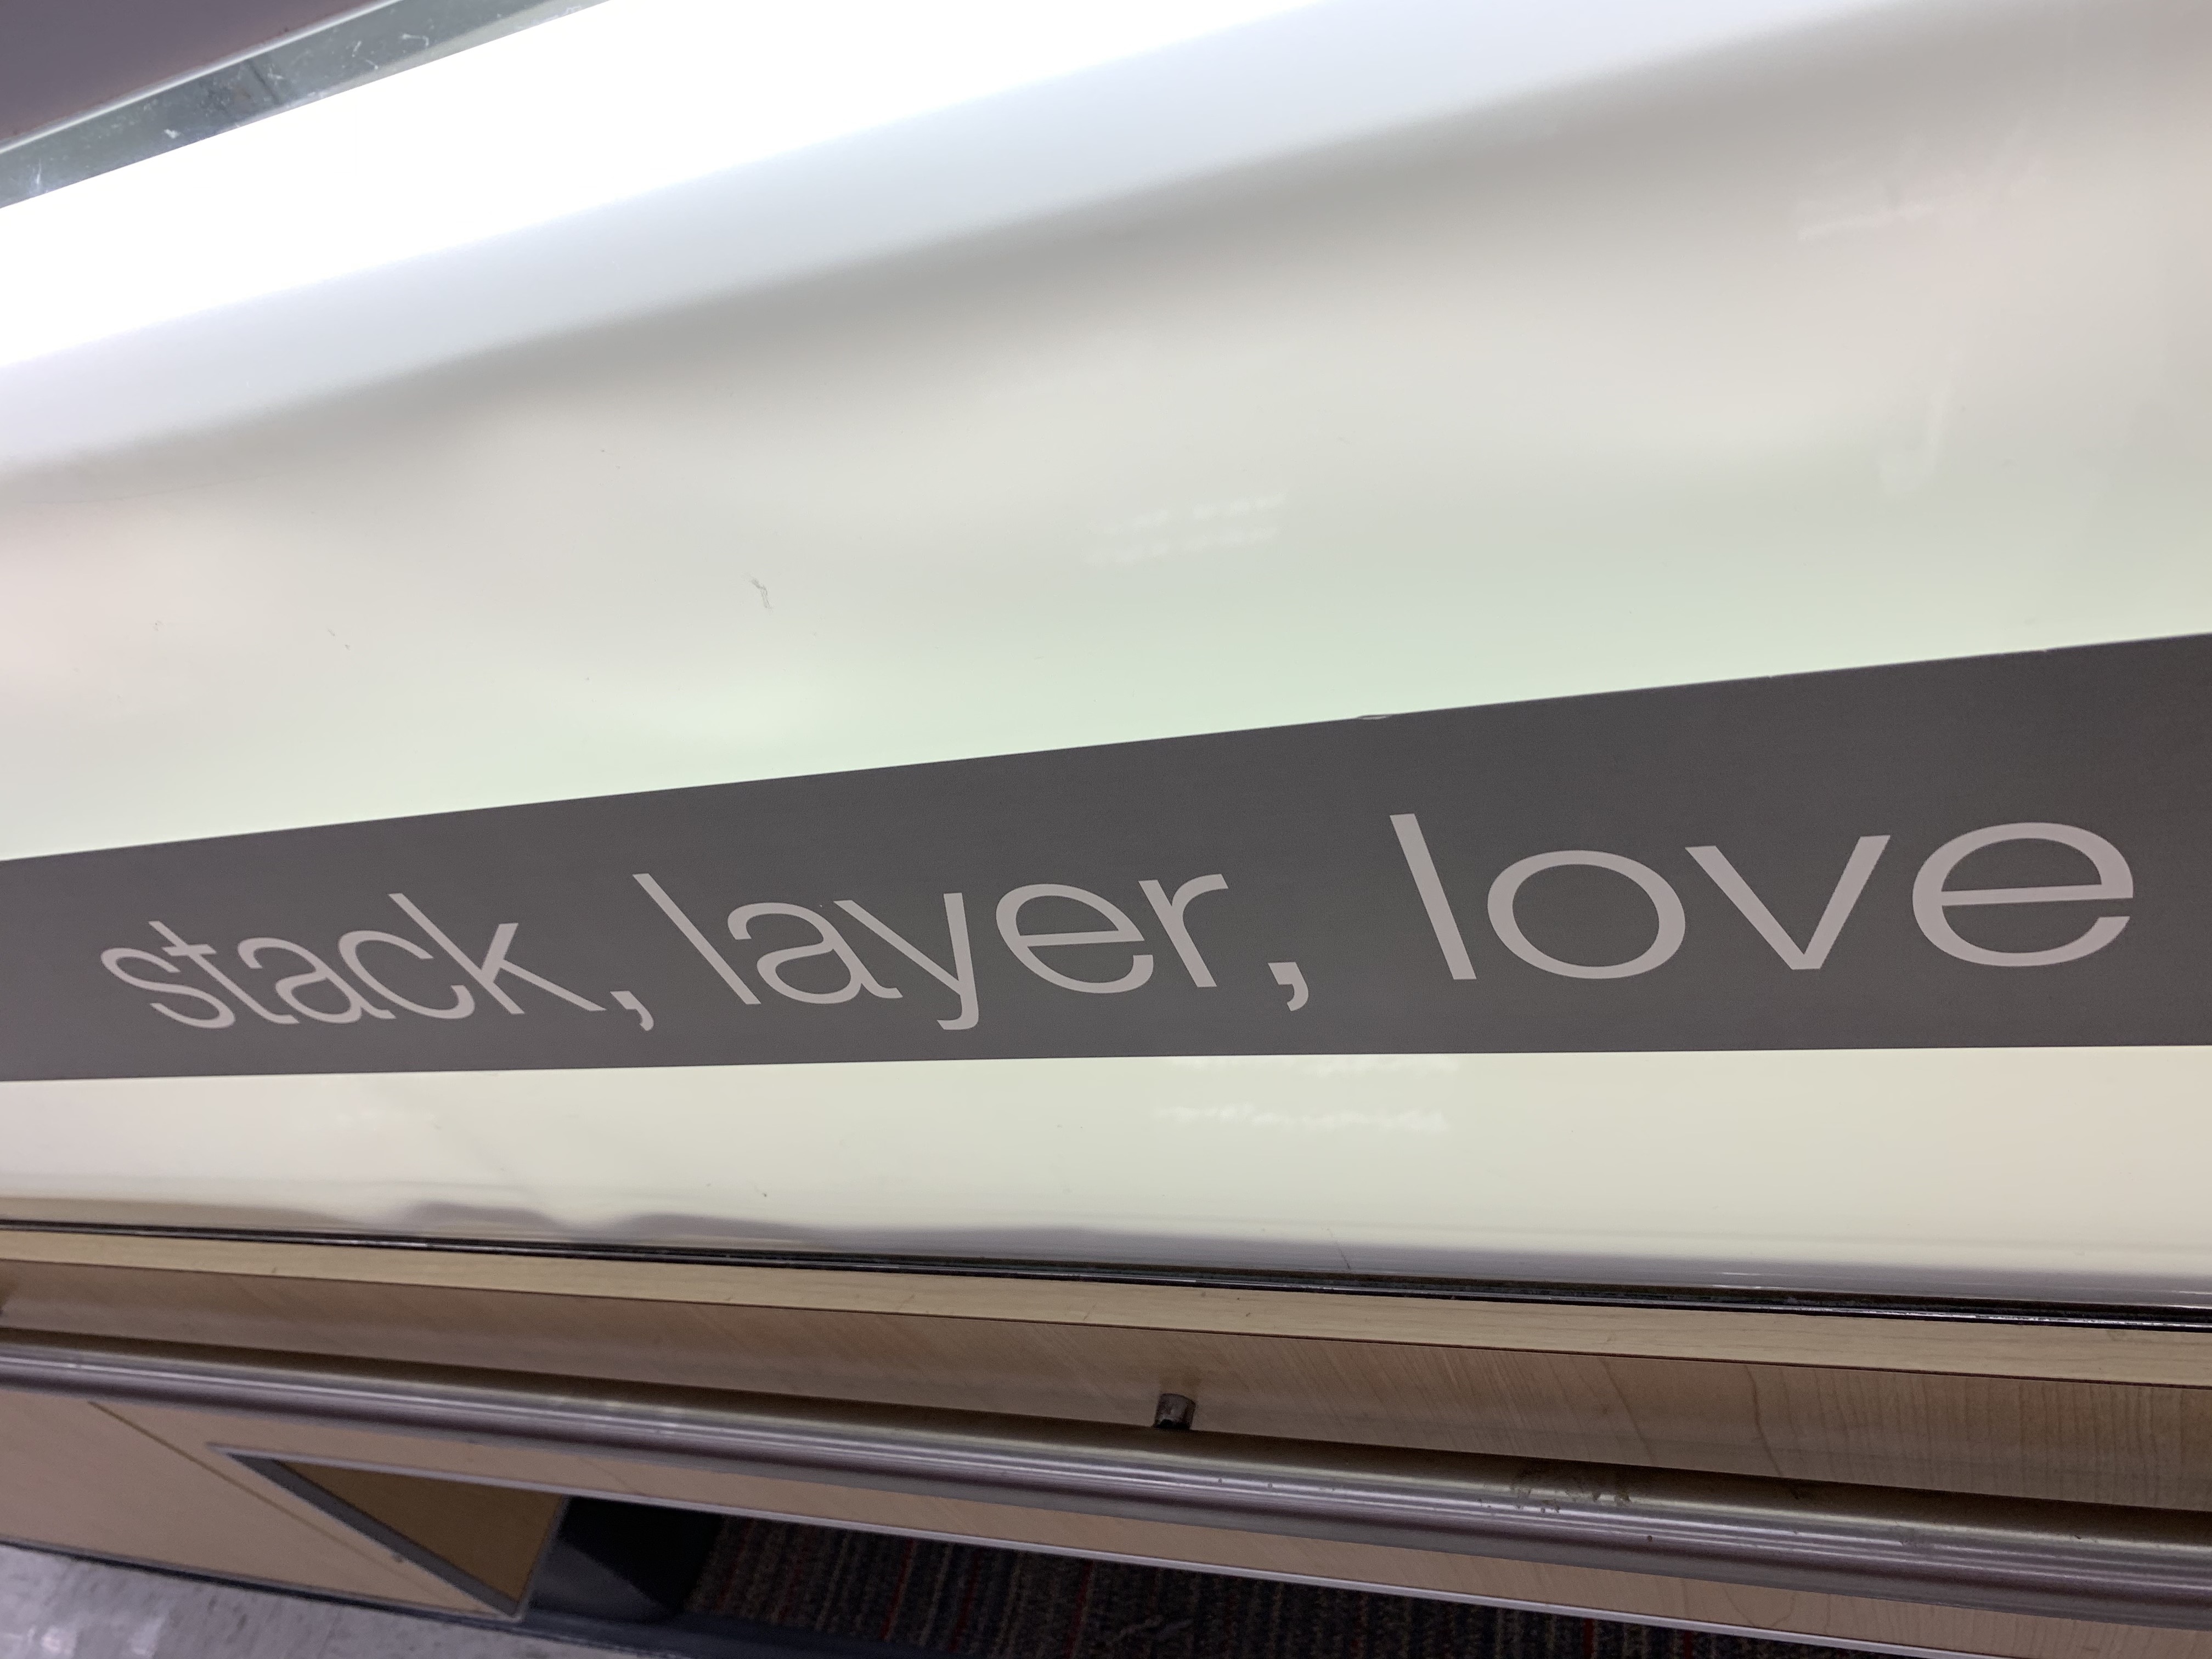 stack, layer, love